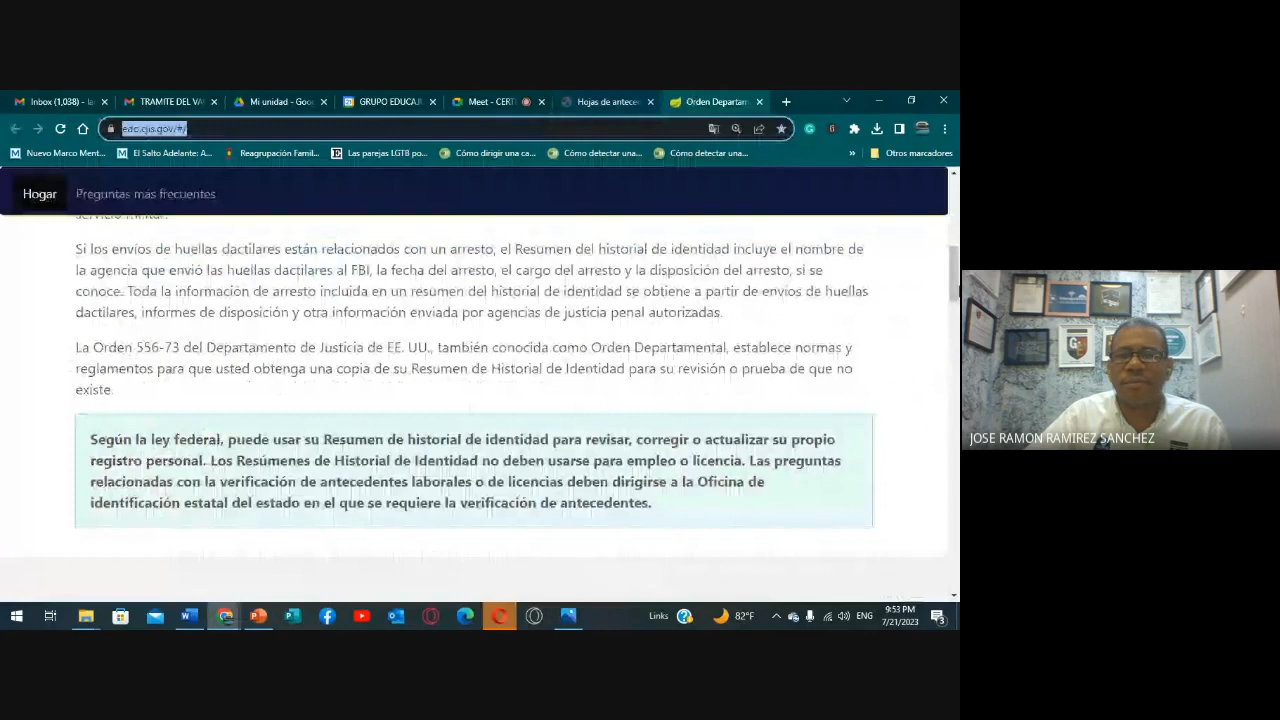 Inbox (1,038) - la
TRAMITE DEL VA
Mi unidad - Goo
GRUPO EDUCAJ
Meet - CERT
Hojas de antece
Orden Departam
edo.cjis.gov/#/
Nuevo Marco Ment...
El Salto Adelante: A...
Reagrupación Famil...
Las parejas LGTB po...
Cómo dirigir una ca...
Cómo detectar una...
Cómo detectar una...
»
Otros marcadores
Hogar
Preguntas más frecuentes
servicio militar.
Si los envíos de huellas dactilares están relacionados con un arresto, el Resumen del historial de identidad incluye el nombre de
la agencia que envió las huellas dactilares al FBI, la fecha del arresto, el cargo del arresto y la disposición del arresto, si se
conoce. Toda la información de arresto incluida en un resumen del historial de identidad se obtiene a partir de envíos de huellas
dactilares, informes de disposición y otra información enviada por agencias de justicia penal autorizadas.
La Orden 556-73 del Departamento de Justicia de EE. UU., también conocida como Orden Departamental, establece normas y
reglamentos para que usted obtenga una copia de su Resumen de Historial de Identidad para su revisión o prueba de que no
existe.
Según la ley federal, puede usar su Resumen de historial de identidad para revisar, corregir o actualizar su propio
registro personal. Los Resúmenes de Historial de Identidad no deben usarse para empleo o licencia. Las preguntas
relacionadas con la verificación de antecedentes laborales o de licencias deben dirigirse a la Oficina de
identificación estatal del estado en el que se requiere la verificación de antecedentes.
JOSE RAMON RAMIREZ SANCHEZ
Links
82°F
ENG
9:53 PM
7/21/2023
3